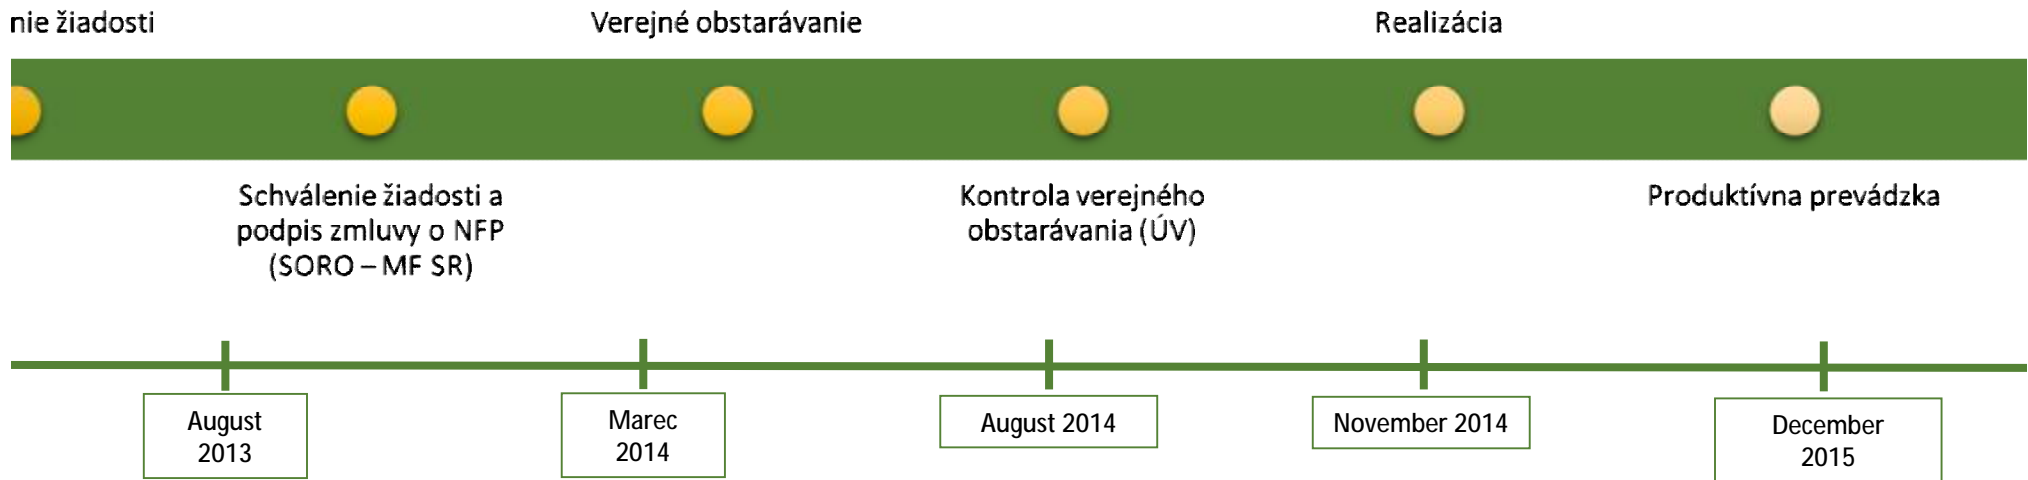 nie žiadosti
Verejné obstarávanie
Realizácia
Schválenie žiadosti a
podpis zmluvy o NFP
(SORO – MF SR)
Kontrola verejného
obstarávania (ÚV)
Produktívna prevádzka
August
2013
Marec
2014
August 2014
November 2014
December
2015